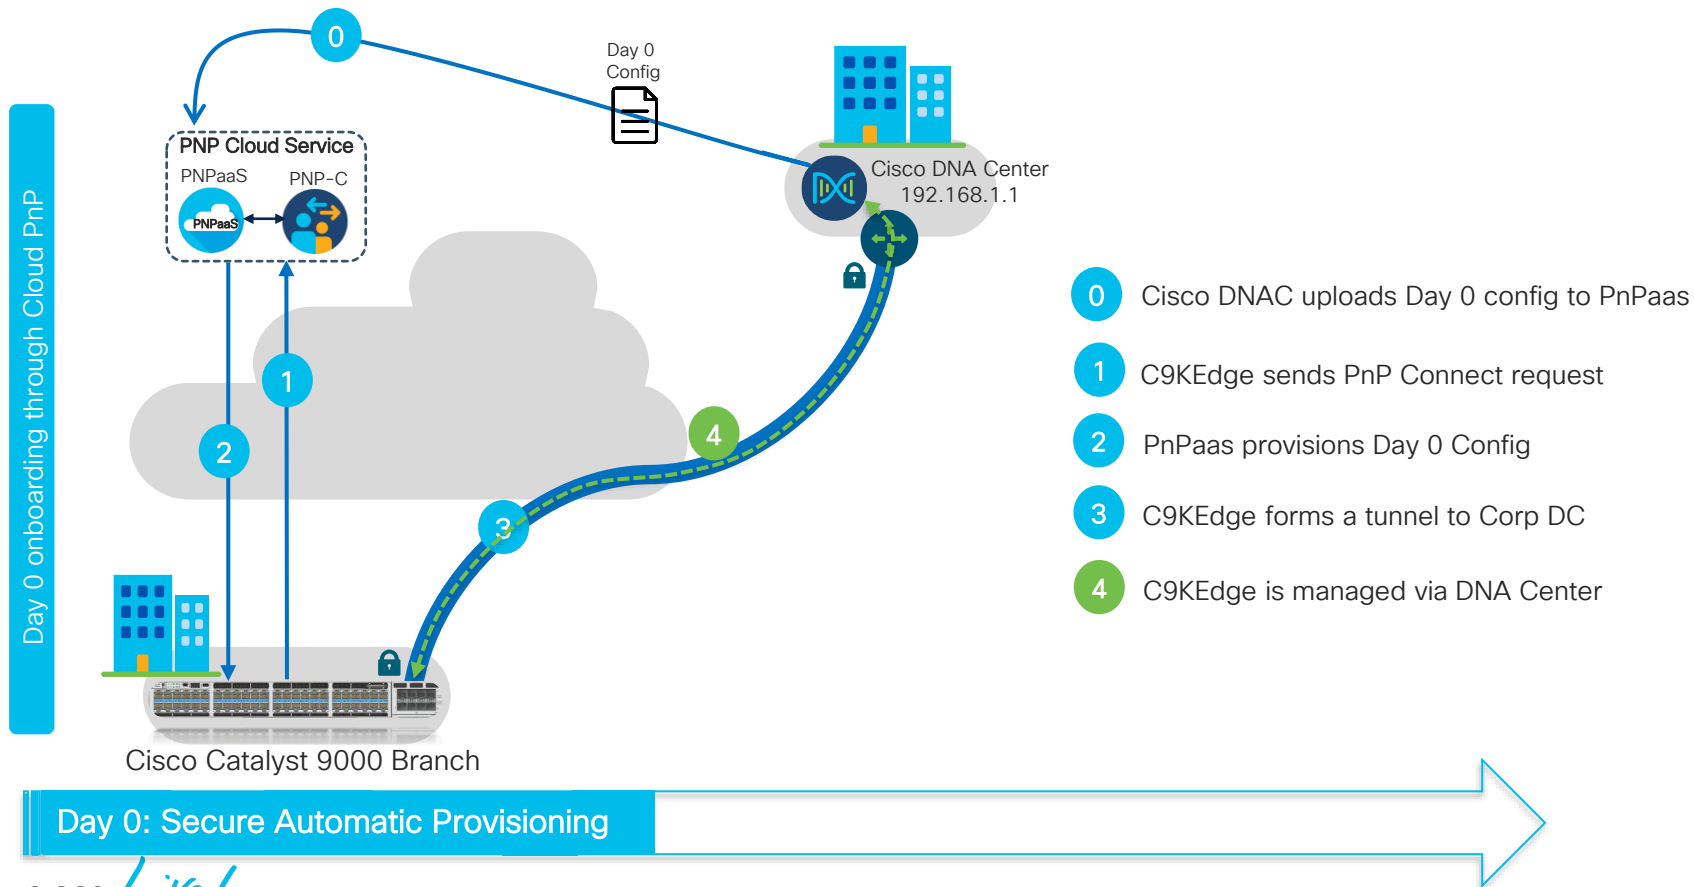 0
Day 0
Config
PNP Cloud Service
PNPaaS
PNP-C
PNPaaS
Cisco DNA Center
192.168.1.1
Day 0 onboarding through Cloud PnP
1
2
3
4
0 Cisco DNAC uploads Day 0 config to PnPaas
1 C9KEdge sends PnP Connect request
2 PnPaas provisions Day 0 Config
3 C9KEdge forms a tunnel to Corp DC
4 C9KEdge is managed via DNA Center
Cisco Catalyst 9000 Branch
Day 0: Secure Automatic Provisioning